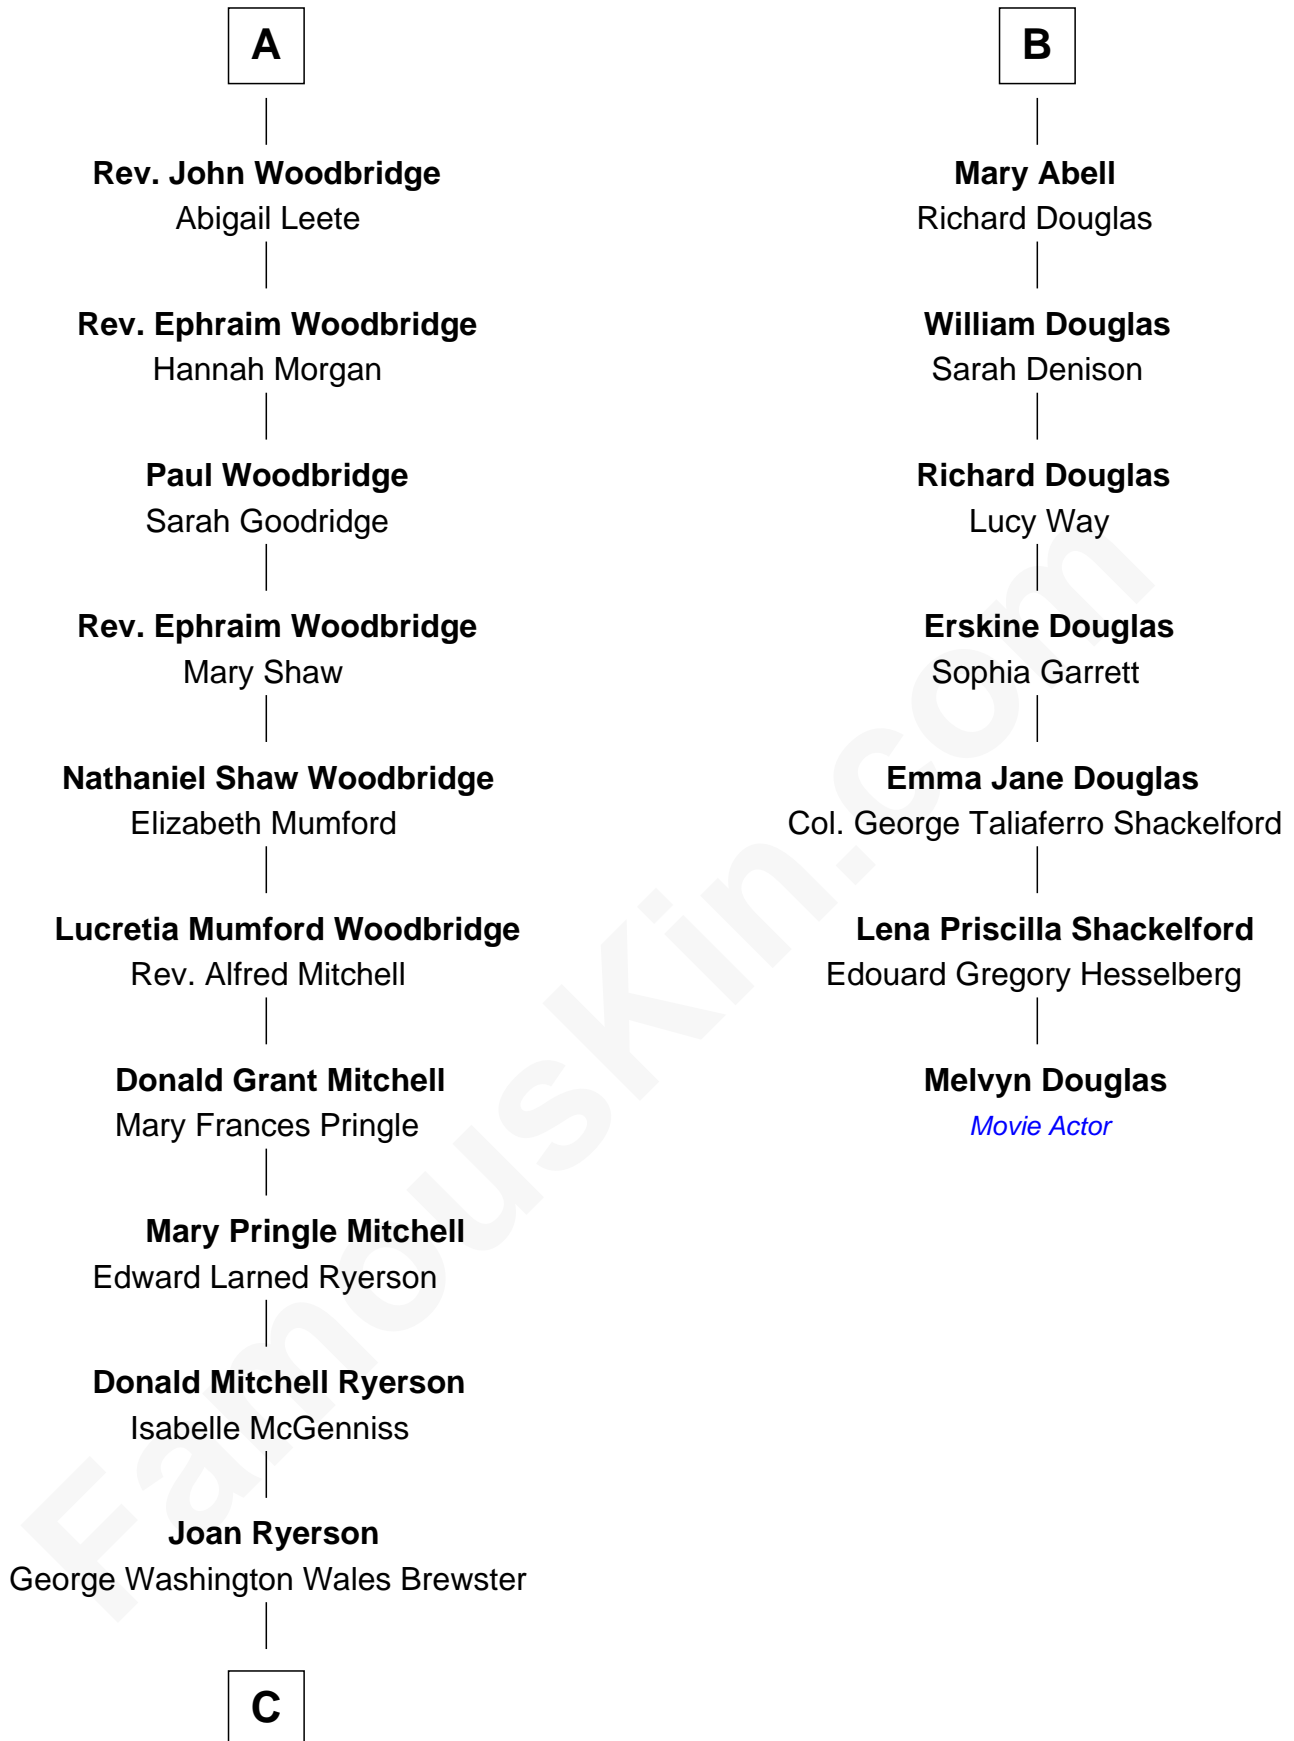 A
Rev. John Woodbridge
Abigail Leete
Rev. Ephraim Woodbridge
Hannah Morgan
Paul Woodbridge
Sarah Goodridge
Rev. Ephraim Woodbridge
Mary Shaw
Nathaniel Shaw Woodbridge
Elizabeth Mumford
Lucretia Mumford Woodbridge
Rev. Alfred Mitchell
Donald Grant Mitchell
Mary Frances Pringle
Mary Pringle Mitchell
Edward Larned Ryerson
Donald Mitchell Ryerson
Isabelle McGenniss
Joan Ryerson
George Washington Wales Brewster
C
B
Mary Abell
Richard Douglas
William Douglas
Sarah Denison
Richard Douglas
Lucy Way
Erskine Douglas
Sophia Garrett
Emma Jane Douglas
Col. George Taliaferro Shackelford
Lena Priscilla Shackelford
Edouard Gregory Hesselberg
Melvyn Douglas
Movie Actor
FamousKin.com